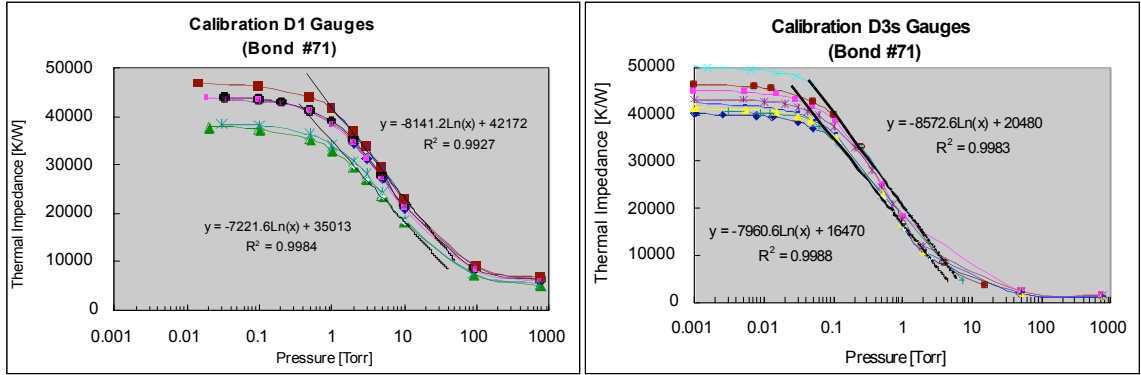 Calibration D1 Gauges
(Bond #71)
Thermal Impedance [K/W]
50000
40000
30000
20000
10000
0
y = -8141.2Ln(x) + 42172
R² = 0.9927
y = -7221.6Ln(x) + 35013
R² = 0.9984
0.001 0.01 0.1 1 10 100 1000
Pressure [Torr]
Calibration D3s Gauges
(Bond #71)
Thermal Impedance [K/W]
50000
40000
30000
20000
10000
0
y = -8572.6Ln(x) + 20480
R² = 0.9983
y = -7960.6Ln(x) + 16470
R² = 0.9988
0.001 0.01 0.1 1 10 100 1000
Pressure [Torr]